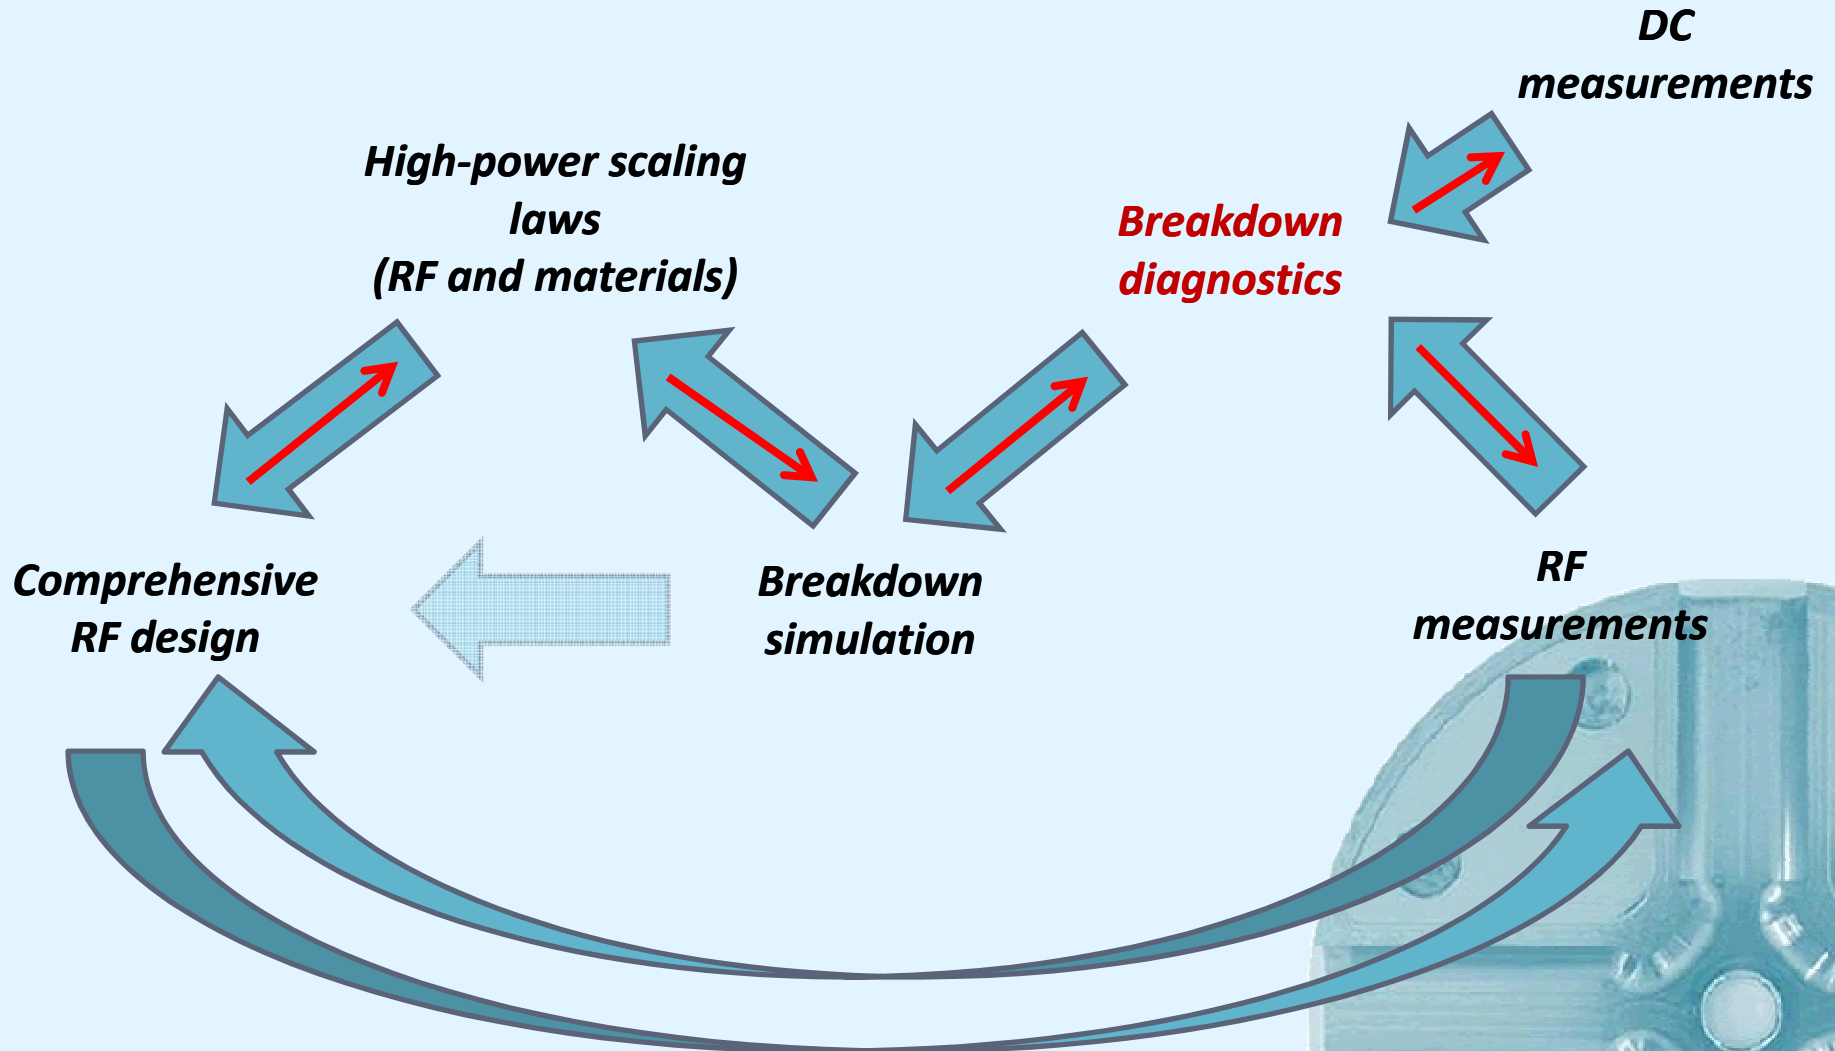 DC
measurements
High-power scaling
laws
(RF and materials)
Breakdown
diagnostics
Comprehensive
RF design
Breakdown
simulation
RF
measurements